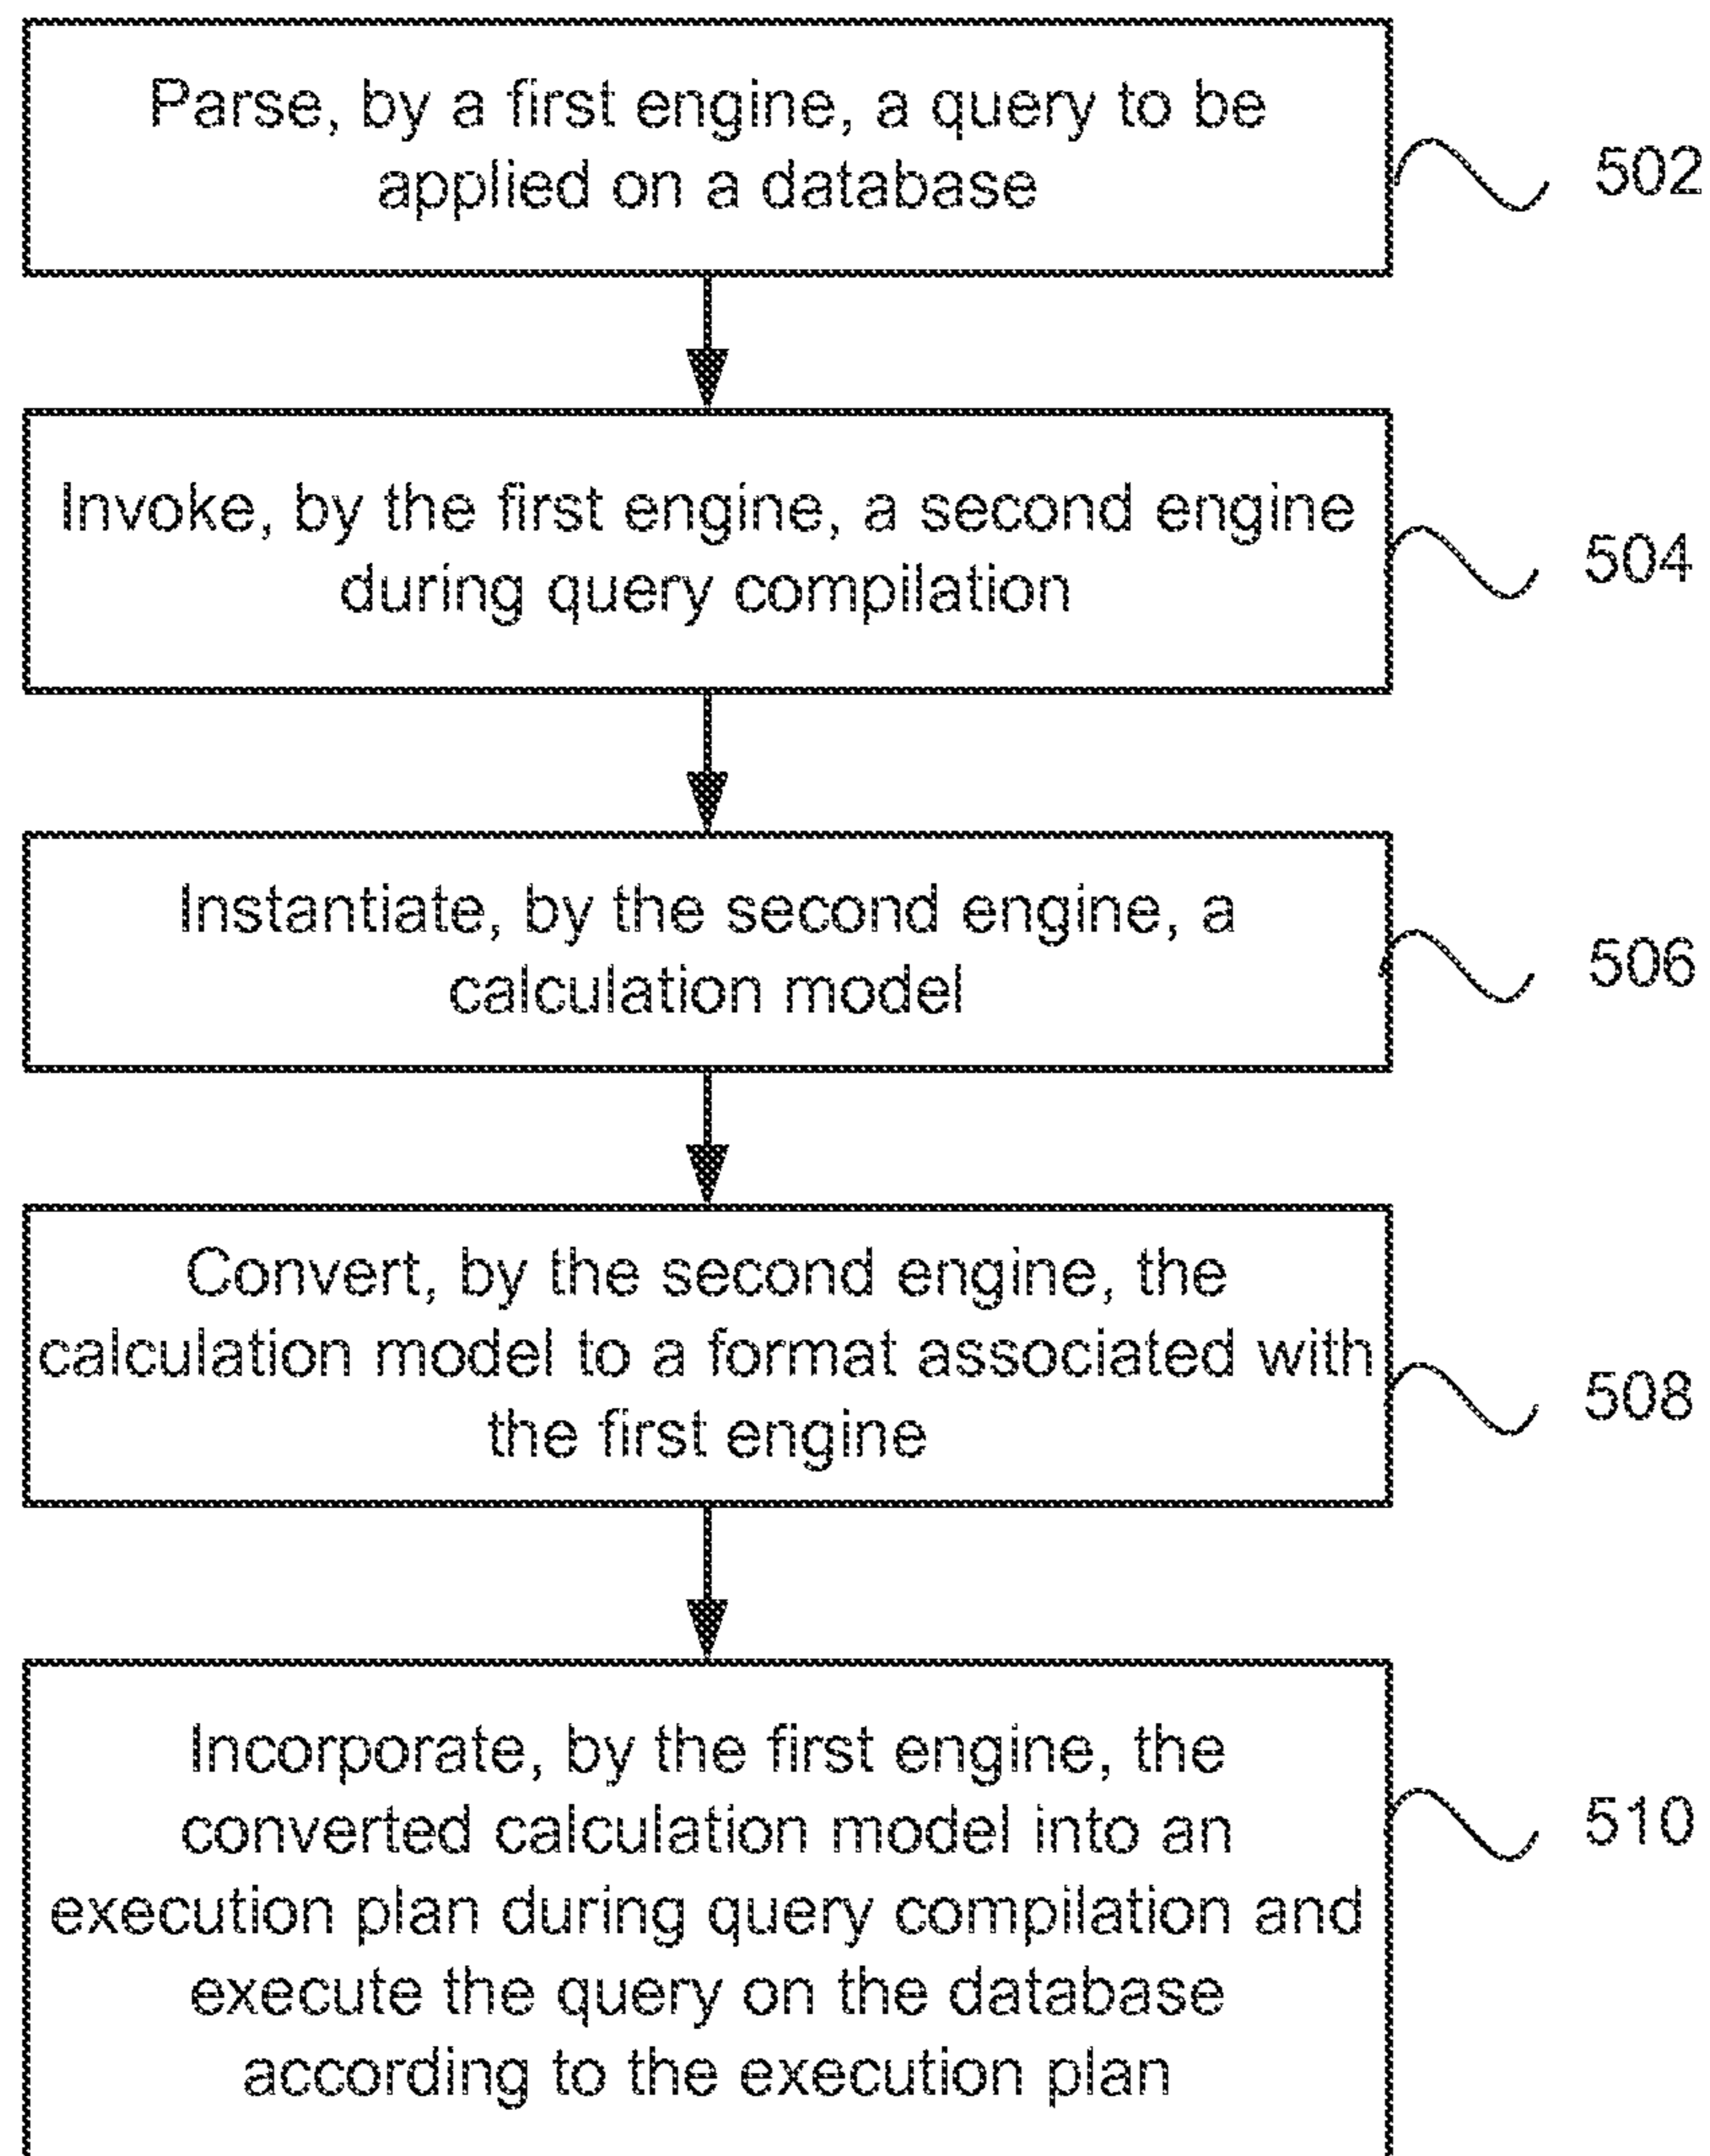 Parse, by a first engine, a query to be
applied on a database
502
Invoke, by the first engine, a second engine
during query compilation
504
Instantiate, by the second engine, a
calculation model
506
Convert, by the second engine, the
calculation model to a format associated with
the first engine
508
Incorporate, by the first engine, the
converted calculation model into an
execution plan during query compilation and
execute the query on the database
according to the execution plan
510